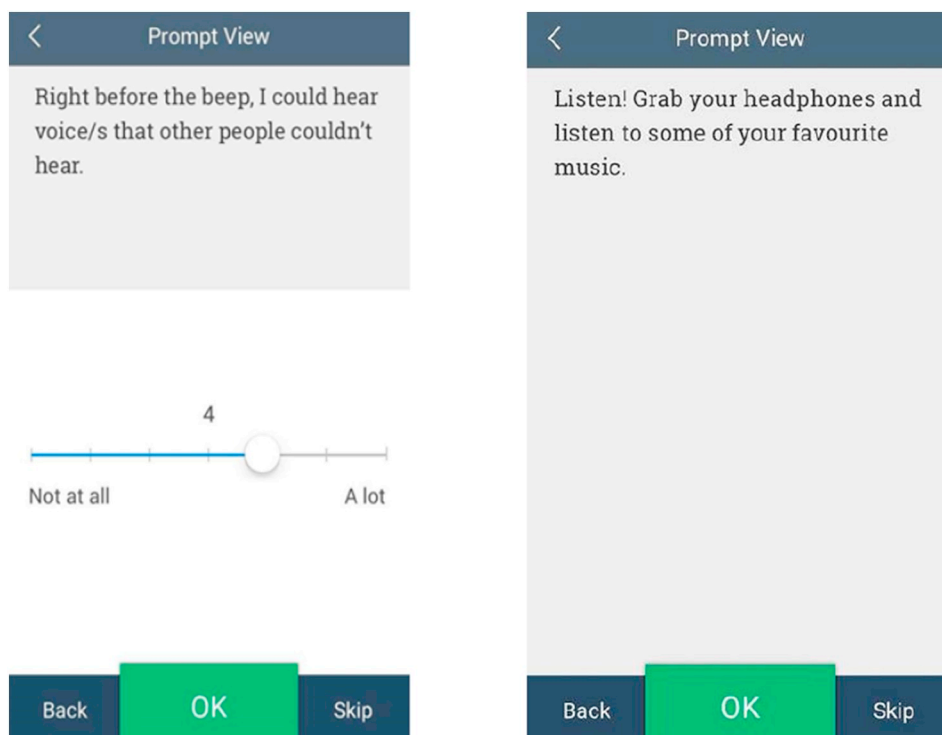 Prompt View
Right before the beep, I could hear
voice/s that other people couldn't
hear.
4
Not at all
A lot
Back
OK
Skip
Prompt View
Listen! Grab your headphones and
listen to some of your favourite
music.
Back
OK
Skip